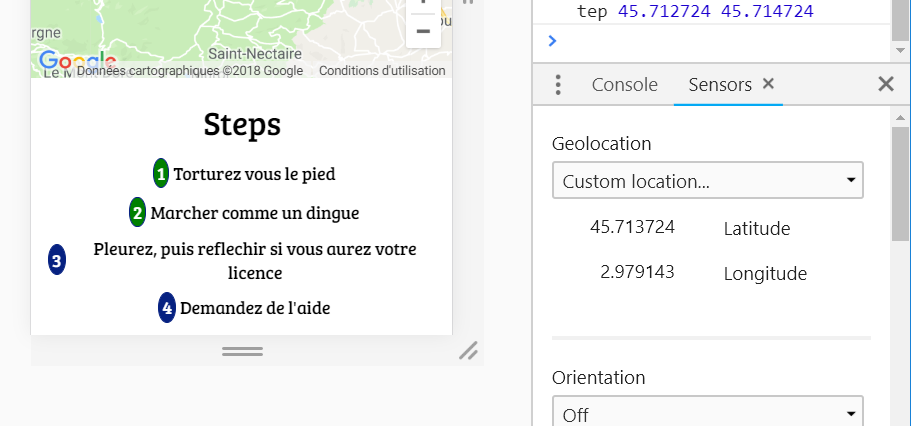 rgne
Saint-Nectaire
Google
Données cartographiques ©2018 Google
Conditions d'utilisation
Steps
1 Torturez vous le pied
2 Marcher comme un dingue
3 Pleurez, puis reflechir si vous aurez votre
licence
4 Demandez de l'aide
tep 45.712724 45.714724
Console
Sensors
Geolocation
Custom location...
45.713724 Latitude
2.979143 Longitude
Orientation
Off